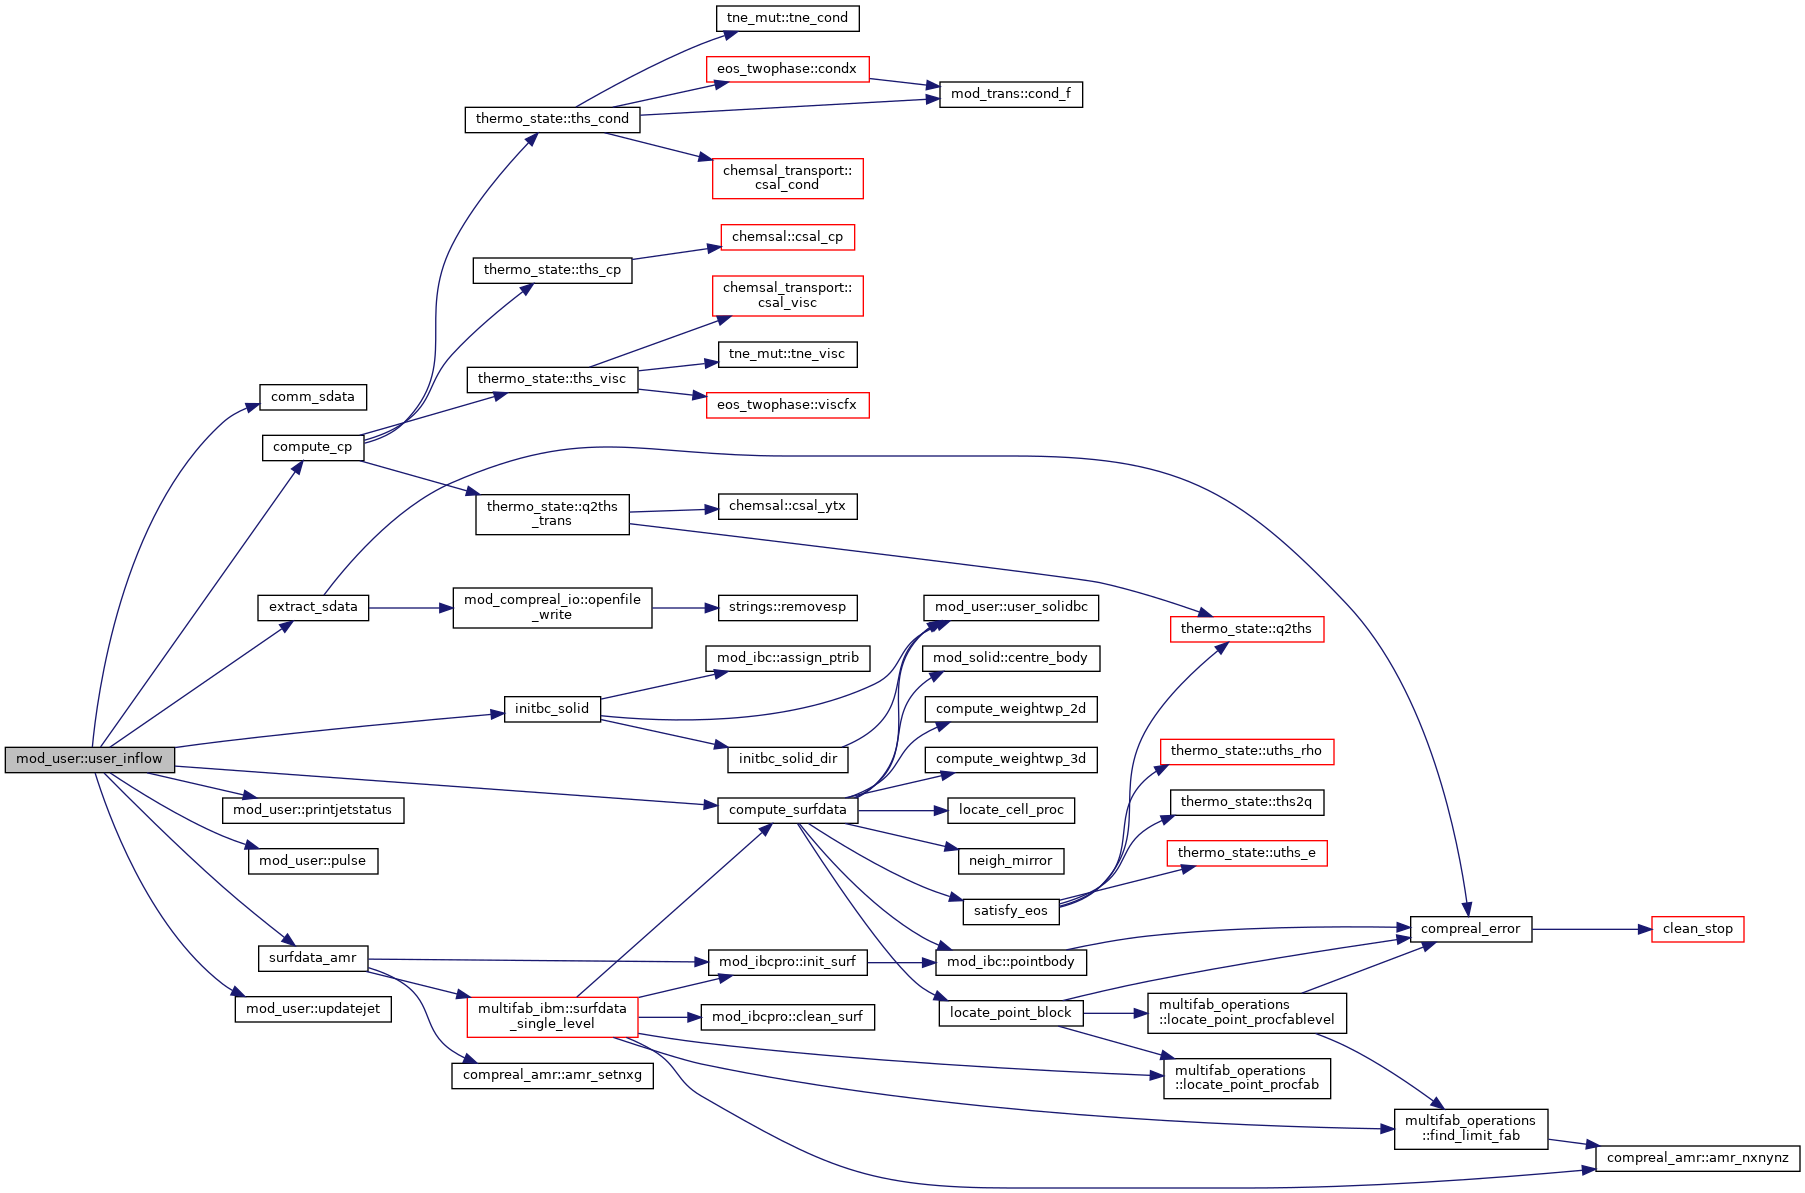 tne_mut::tne_cond
eos_twophase::condx
mod_trans::cond_f
thermo_state::ths_cond
chemsal_transport::
csal_cond
chemsal::csal_cp
thermo_state::ths_cp
chemsal_transport::
csal_visc
tne_mut::tne_visc
thermo_state::ths_visc
comm_sdata
eos_twophase::viscfx
compute_cp
thermo_state::q2ths
_trans
chemsal::csal_ytx
extract_sdata
mod_compreal_io::openfile
_write
strings::removesp
mod_user::user_solidbc
thermo_state::q2ths
mod_ibc::assign_ptrib
mod_solid::centre_body
initbc_solid
compute_weightwp_2d
mod_user::user_inflow
initbc_solid_dir
compute_weightwp_3d
thermo_state::uths_rho
mod_user::printjetstatus
compute_surfdata
locate_cell_proc
thermo_state::ths2q
mod_user::pulse
neigh_mirror
thermo_state::uths_e
satisfy_eos
compreal_error
clean_stop
surfdata_amr
mod_ibcpro::init_surf
mod_ibc::pointbody
mod_user::updatejet
multifab_ibm::surfdata
_single_level
mod_ibcpro::clean_surf
locate_point_block
multifab_operations
::locate_point_procfablevel
compreal_amr::amr_setnxg
multifab_operations
::locate_point_procfab
multifab_operations
::find_limit_fab
compreal_amr::amr_nxnynz